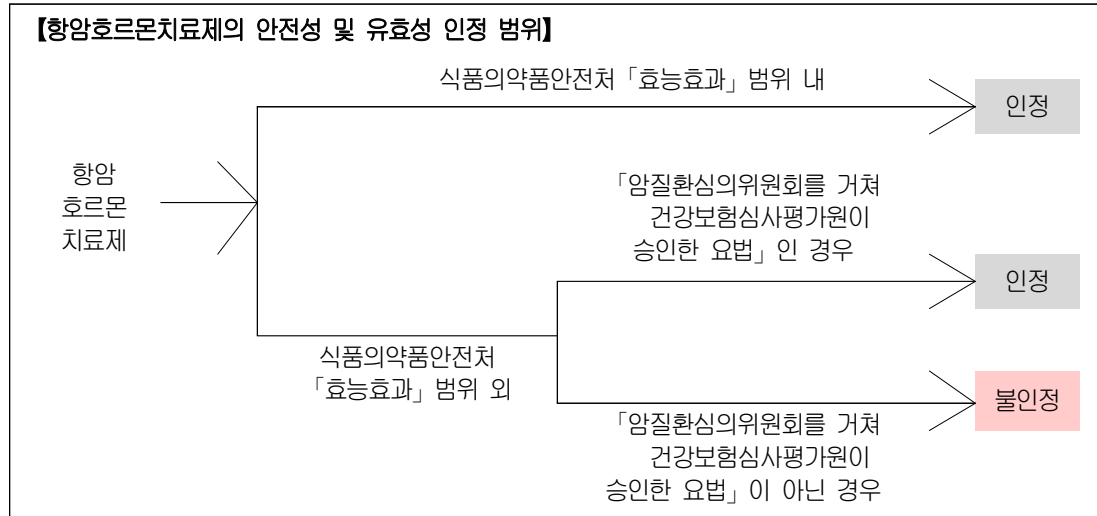 【항암호르몬치료제의 안전성 및 유효성 인정 범위】
식품의약품안전처「효능효과」범위 내
인정
항암
호르몬
치료제
「암질환심의위원회를 거쳐
건강보험심사평가원이
승인한 요법」인 경우
인정
식품의약품안전처
「효능효과」범위 외
불인정
「암질환심의위원회를 거쳐
건강보험심사평가원이
승인한 요법」이 아닌 경우